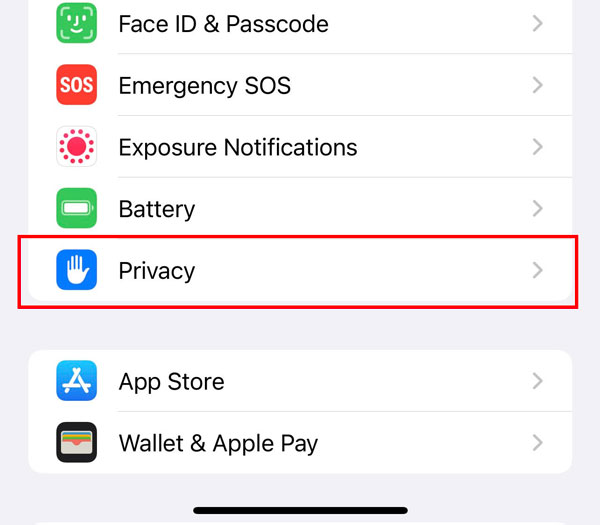 Face ID & Passcode
SOS
Emergency SOS
Exposure Notifications
Battery
Privacy
App Store
Wallet & Apple Pay